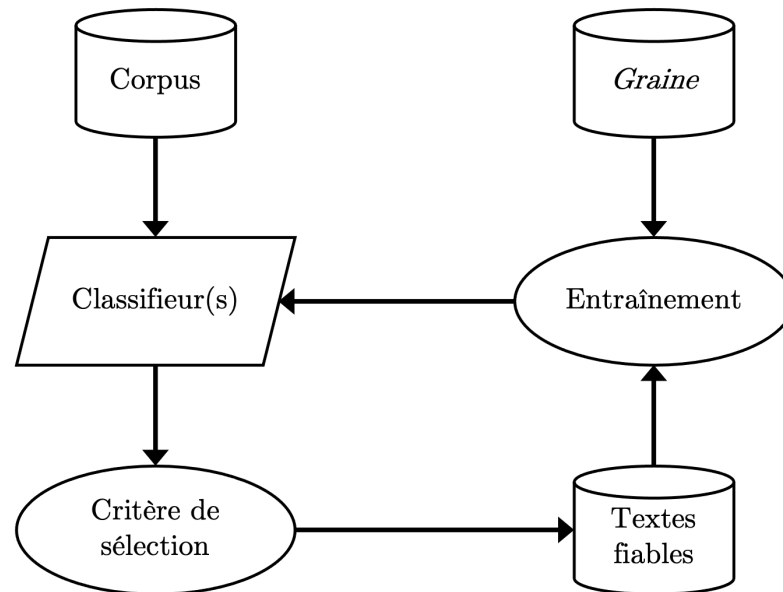 Corpus
Graine
Classifieur(s)
Entraînement
Critère de
sélection
Textes
fiables